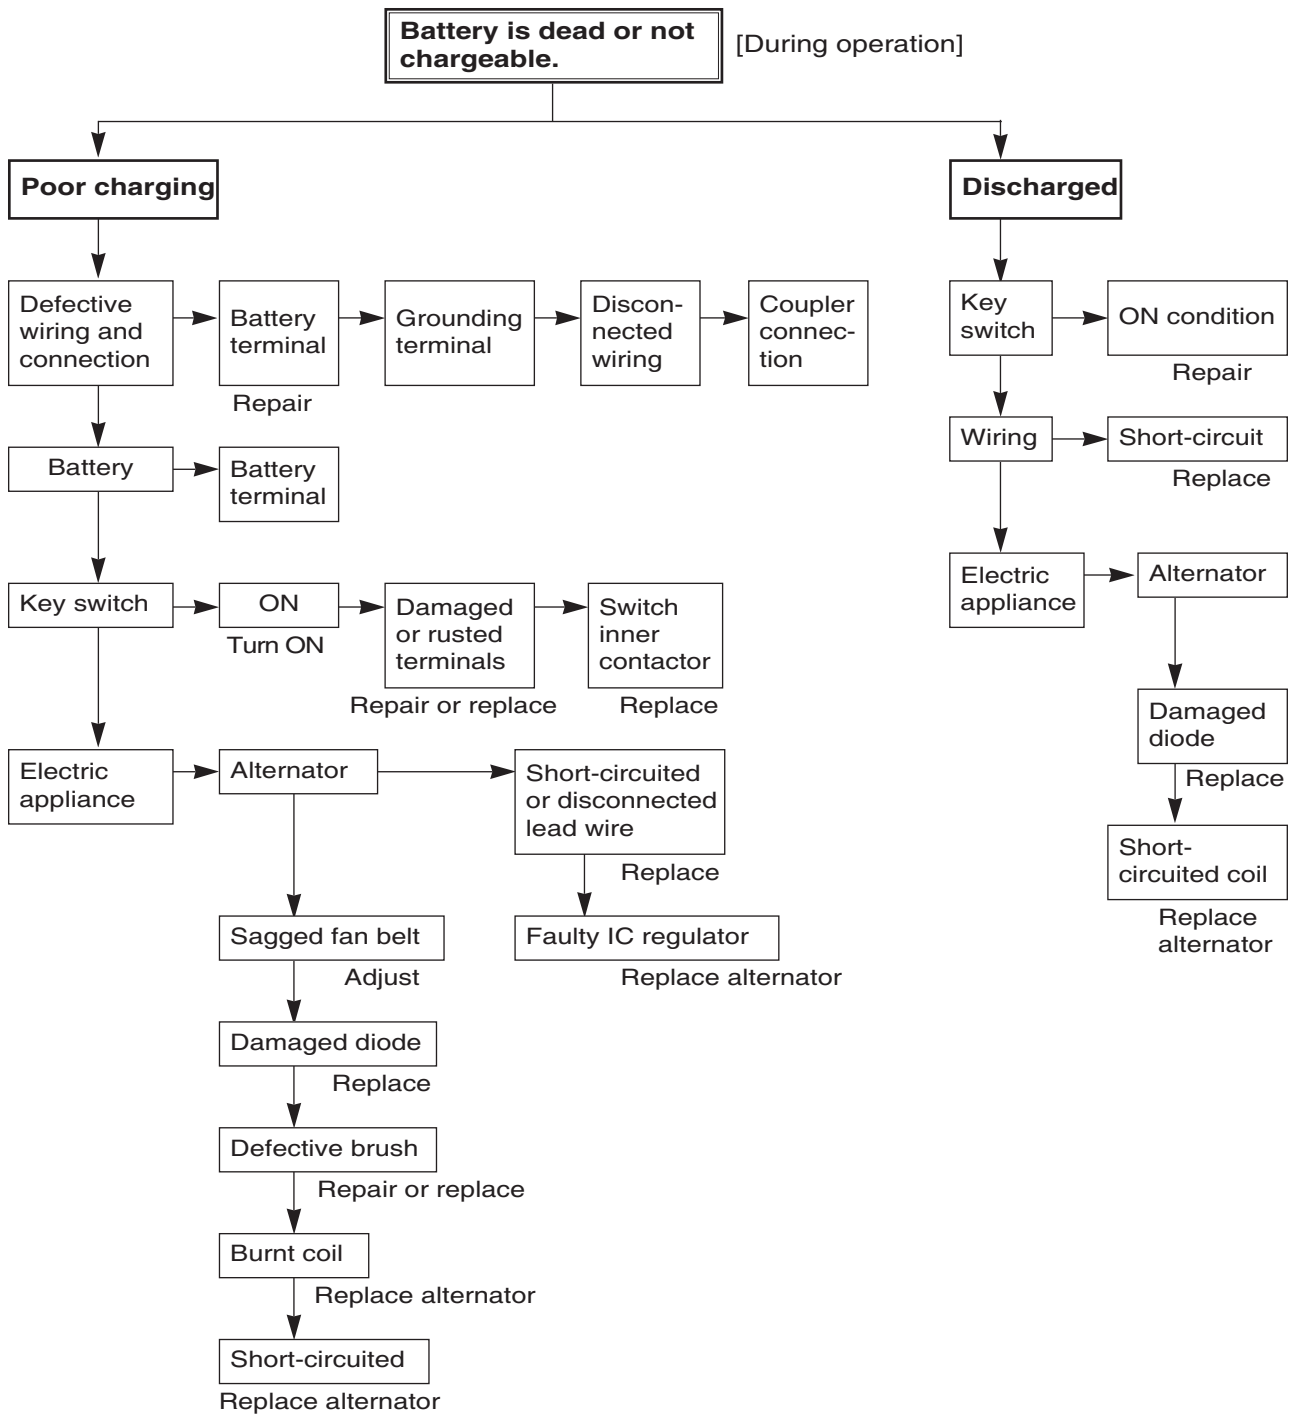 Battery is dead or not
chargeable.
[During operation]
Poor charging
Discharged
Defective
wiring and
connection
Battery
terminal
Repair
Grounding
terminal
Discon-
nected
wiring
Coupler
connec-
tion
Key
switch
ON condition
Repair
Battery
Battery
terminal
Wiring
Short-circuit
Replace
Key switch
ON
Turn ON
Damaged
or rusted
terminals
Repair or replace
Switch
inner
contactor
Replace
Electric
appliance
Alternator
Damaged
diode
Replace
Short-
circuited coil
Replace
alternator
Electric
appliance
Alternator
Short-circuited
or disconnected
lead wire
Replace
Faulty IC regulator
Replace alternator
Sagged fan belt
Adjust
Damaged diode
Replace
Defective brush
Repair or replace
Burnt coil
Replace alternator
Short-circuited
Replace alternator